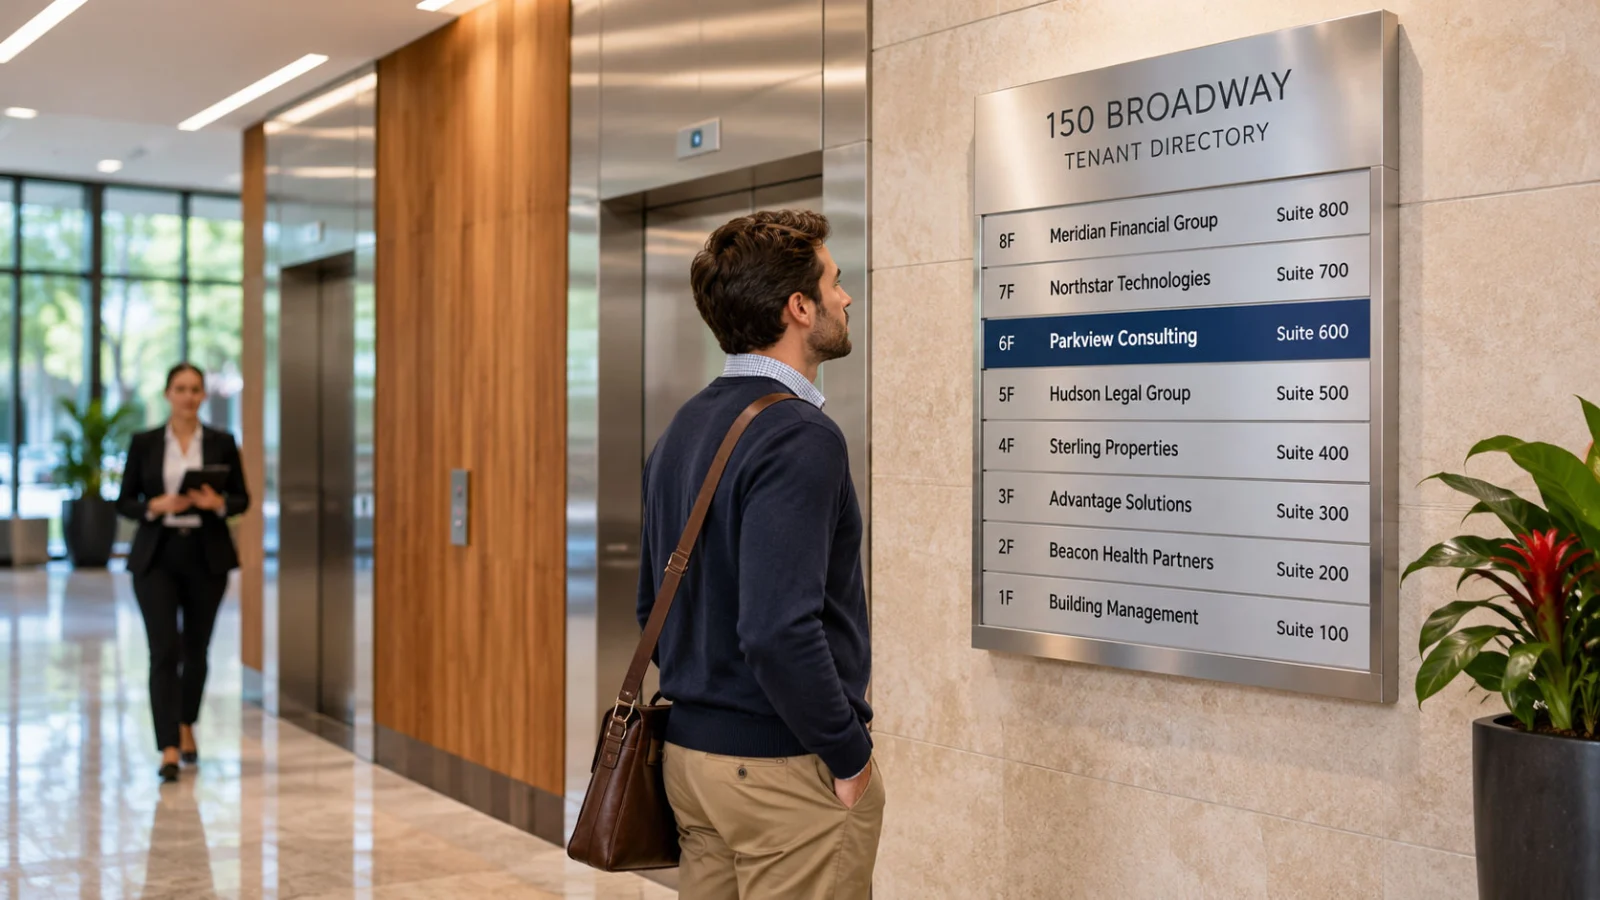 150 BROADWAY
TENANT DIRECTORY
8F Meridian Financial Group Suite 800
7F Northstar Technologies Suite 700
6F Parkview Consulting Suite 600
5F Hudson Legal Group Suite 500
4F Sterling Properties Suite 400
3F Advantage Solutions Suite 300
2F Beacon Health Partners Suite 200
1F Building Management Suite 100